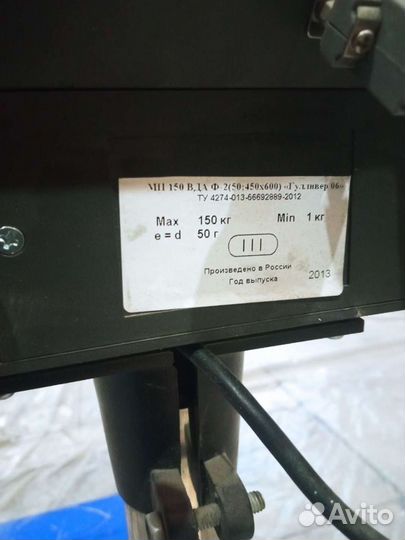 МП 150 ВДА Ф-2(50;450х600) «Гулливер 06»
ТУ 4274-013-56692889-2012
Max 150 кг Min 1 кг
e = d 50 г
III
Произведено в России
Год выпуска 2013
Avito